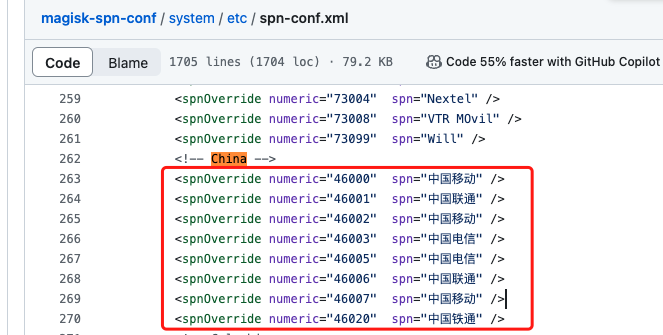 magisk-spn-conf / system / etc / spn-conf.xml
Code Blame 1705 lines (1704 loc) · 79.2 KB Code 55% faster with GitHub Copilot
259 <spnOverride numeric="73004" spn="Nextel" />
260 <spnOverride numeric="73008" spn="VTR MOvil" />
261 <spnOverride numeric="73099" spn="Will" />
262 <!-- China -->
263 <spnOverride numeric="46000" spn="中国移动" />
264 <spnOverride numeric="46001" spn="中国联通" />
265 <spnOverride numeric="46002" spn="中国移动" />
266 <spnOverride numeric="46003" spn="中国电信" />
267 <spnOverride numeric="46005" spn="中国电信" />
268 <spnOverride numeric="46006" spn="中国联通" />
269 <spnOverride numeric="46007" spn="中国移动" />
270 <spnOverride numeric="46020" spn="中国铁通" />